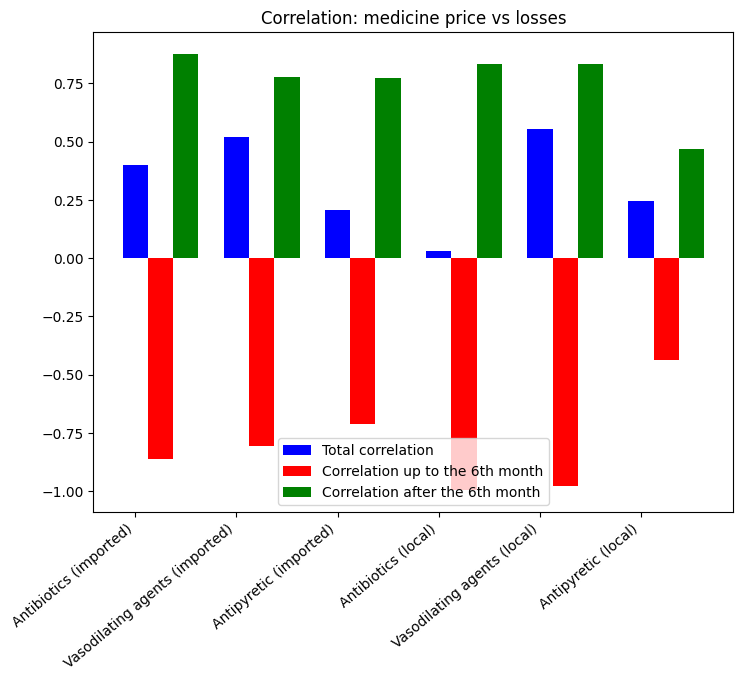 Correlation: medicine price vs losses
0.75
0.50
0.25
0.00
−0.25
−0.50
−0.75
−1.00
Total correlation
Correlation up to the 6th month
Correlation after the 6th month
Antibiotics (imported)
Vasodilating agents (imported)
Antipyretic (imported)
Antibiotics (local)
Vasodilating agents (local)
Antipyretic (local)